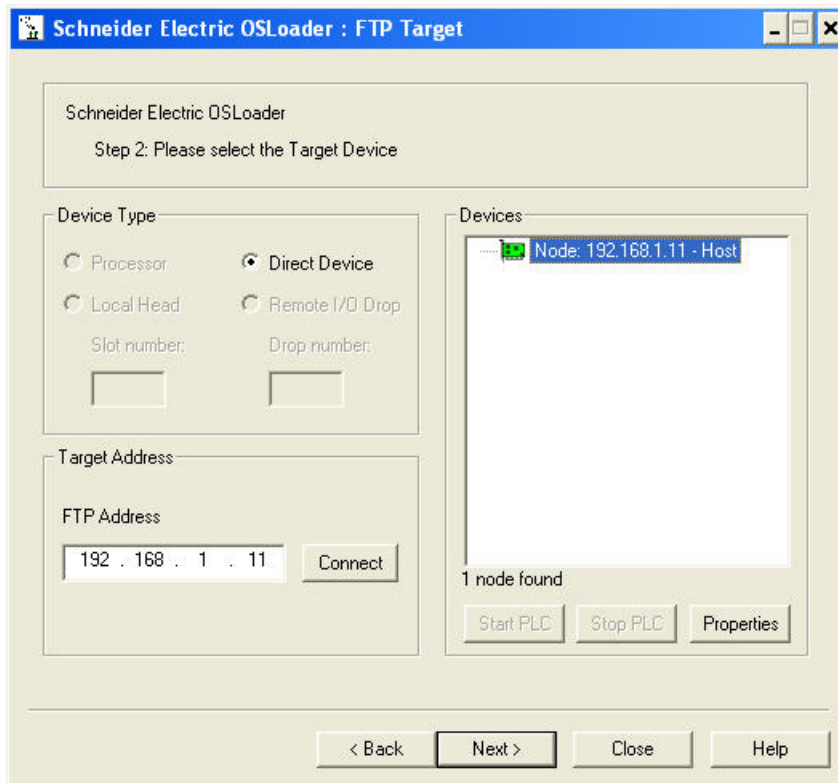 Schneider Electric OSLoader : FTP Target
Schneider Electric OSLoader
Step 2: Please select the Target Device
Device Type
Processor
Direct Device
Local Head
Remote I/O Drop
Slot number:
Drop number:
Target Address
FTP Address
192 . 168 . 1 . 11
Connect
Devices
Node: 192.168.1.11 - Host
1 node found
Start PLC
Stop PLC
Properties
< Back
Next >
Close
Help